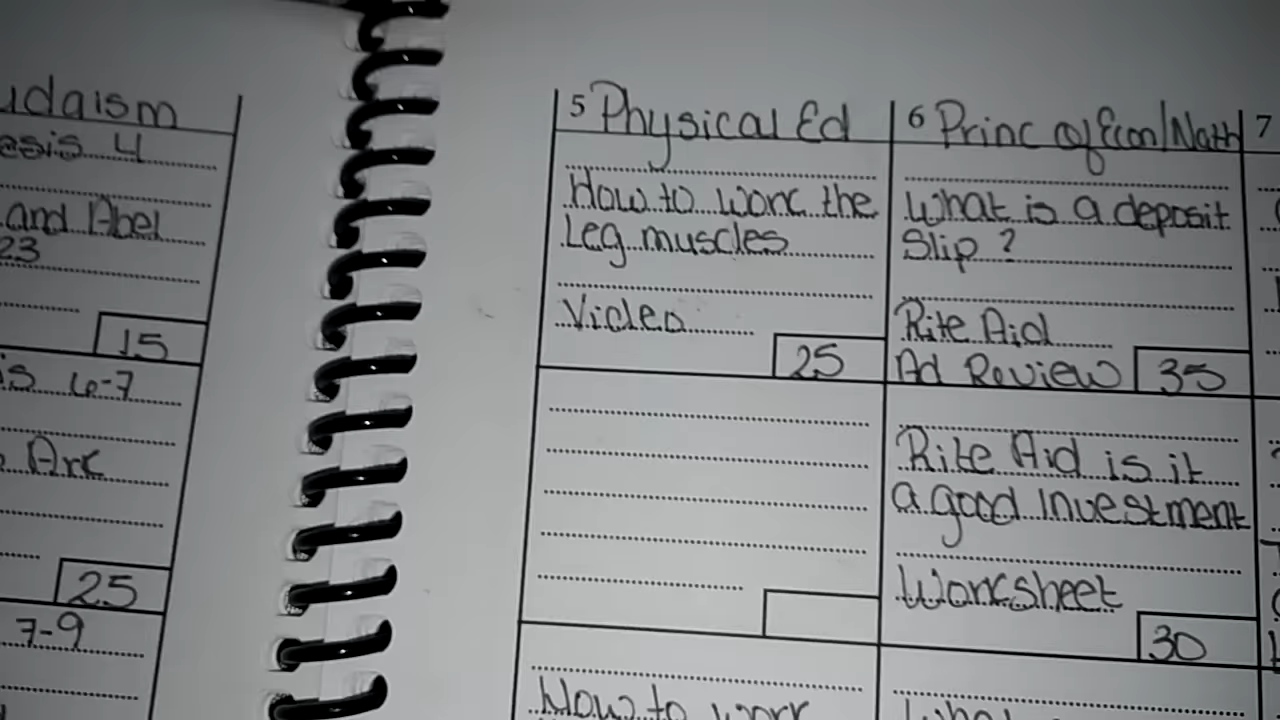 udaism
esis 4
and Abel
23
15
is 6-7
Ark
25
7-9
5 Physical Ed
How to work the
Leg muscles
Video
25
How to work
6 Princ of Econ/Math
What is a deposit
Slip?
Rite Aid
Ad Review 35
Rite Aid is it
a good investment
Worksheet
30
What
7